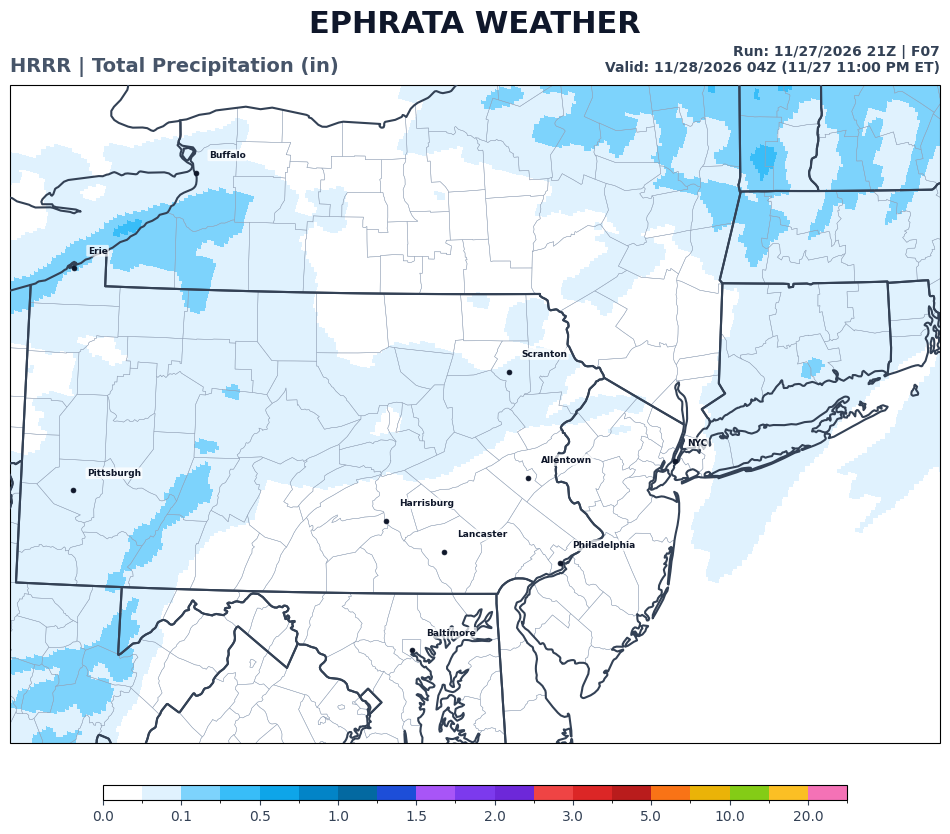 EPHRATA WEATHER
HRRR | Total Precipitation (in)
Run: 11/27/2026 21Z | F07
Valid: 11/28/2026 04Z (11/27 11:00 PM ET)
Buffalo
Erie
Scranton
NYC
Allentown
Pittsburgh
Harrisburg
Lancaster
Philadelphia
Baltimore
0.0 0.1 0.5 1.0 1.5 2.0 3.0 5.0 10.0 20.0